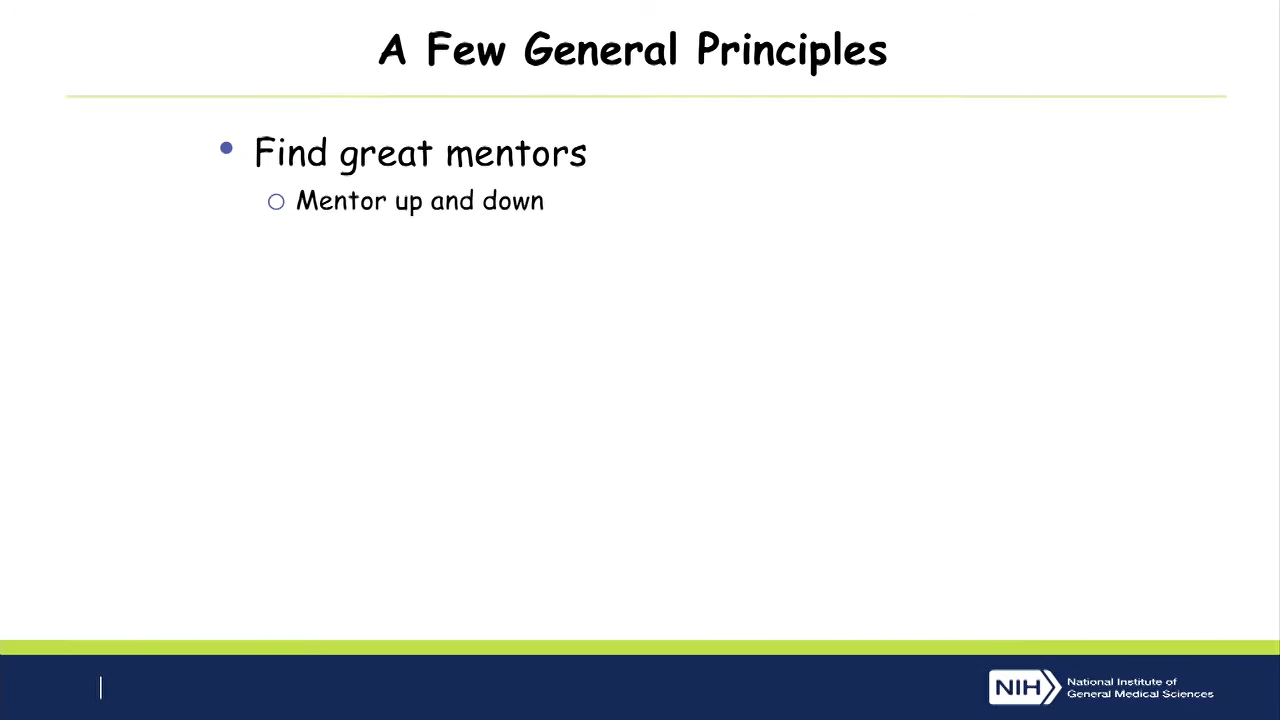 A Few General Principles
Find great mentors
Mentor up and down
NIH
National Institute of
General Medical Sciences